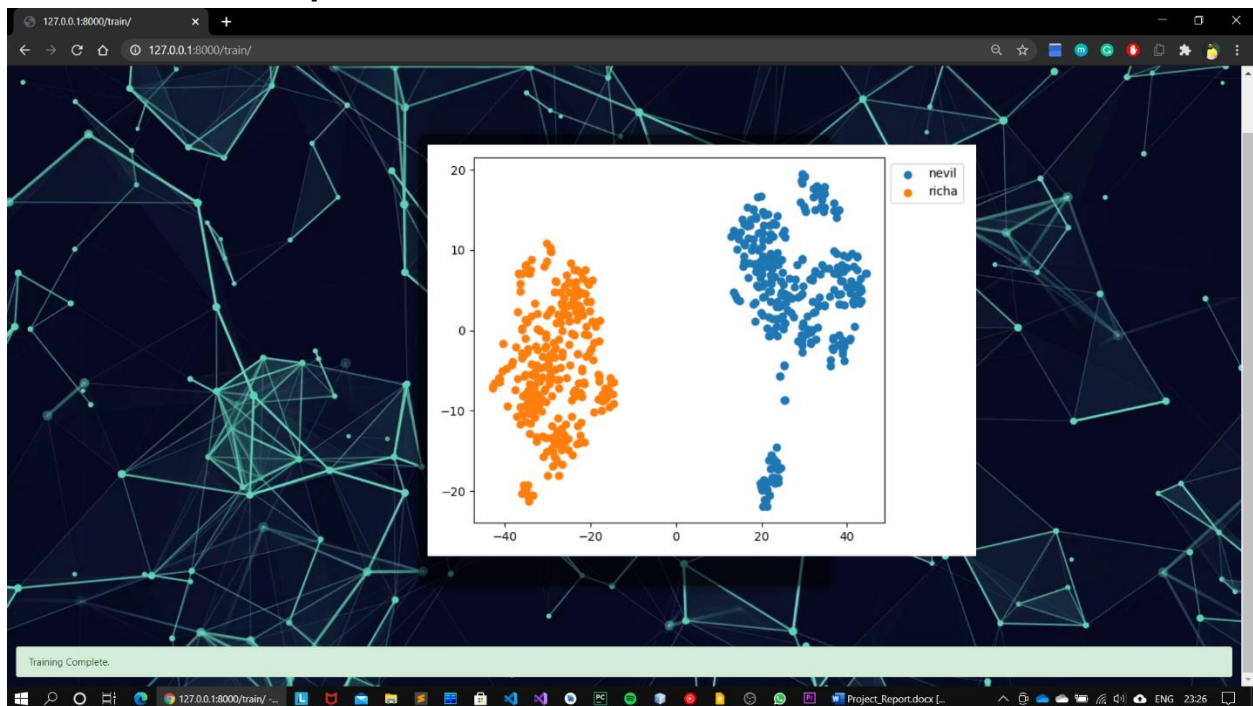 127.0.0.1:8000/train/
127.0.0.1:8000/train/
nevil
richa
20
10
0
−10
−20
−40 −20 0 20 40
Training Complete.
127.0.0.1:8000/train/ -...
Project_Report.docx [...
ENG 23:26